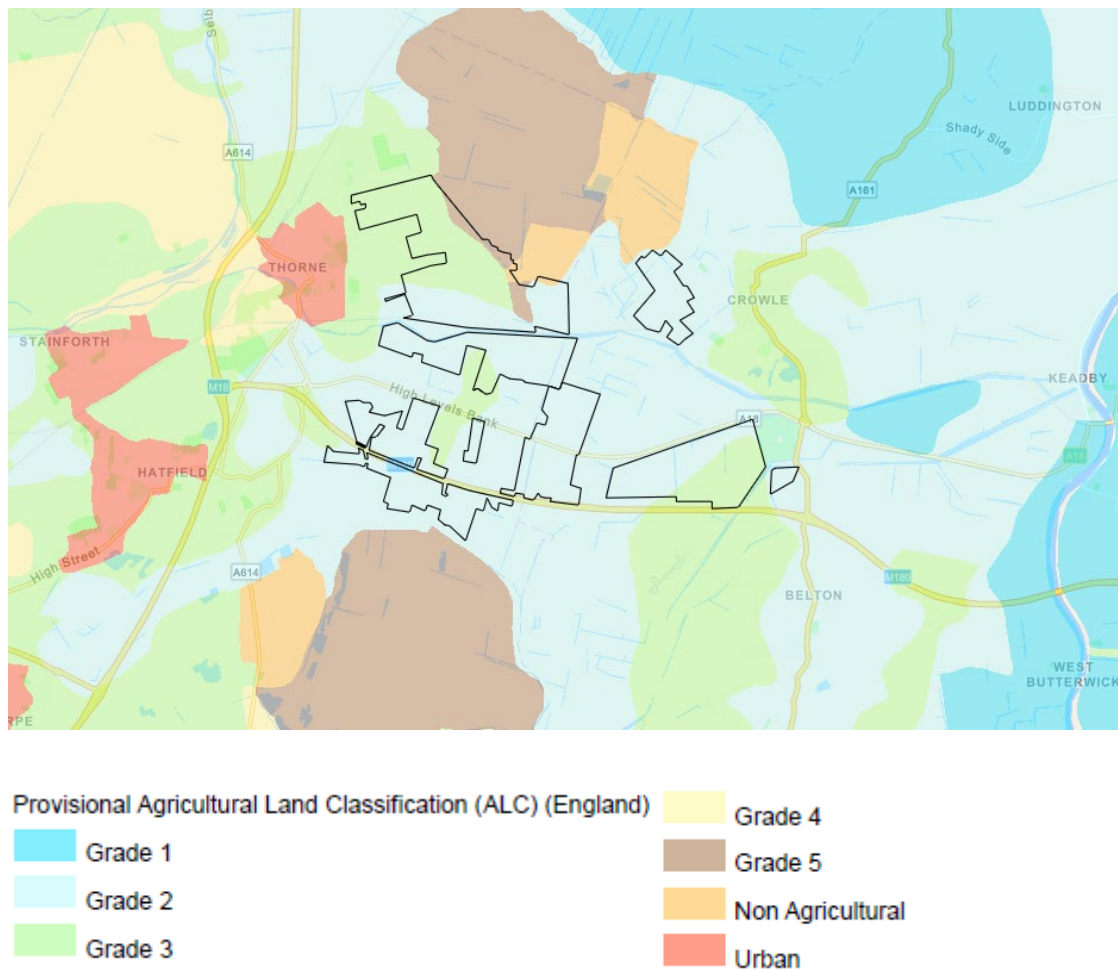 Selb
LUDDINGTON
Shady Side
A614
A161
THORNE
CROWLE
STAINFORTH
KEADBY
M18
High Levels Bank
A18
A18
HATFIELD
High Street
A614
M180
BELTON
WEST
BUTTERWICK
RPE
Provisional Agricultural Land Classification (ALC) (England)
Grade 1
Grade 2
Grade 3
Grade 4
Grade 5
Non Agricultural
Urban